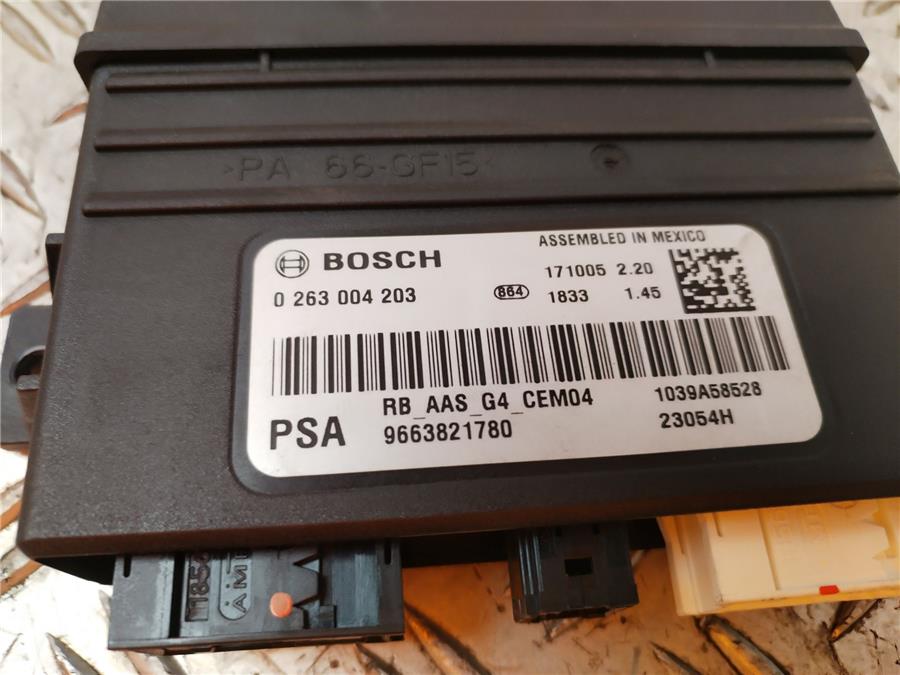 >PA 66-GF15<
ASSEMBLED IN MEXICO
BOSCH
171005 2.20
0 263 004 203 864 1833 1.45
RB_AAS_G4_CEM04 1039A58528
PSA 9663821780 23054H